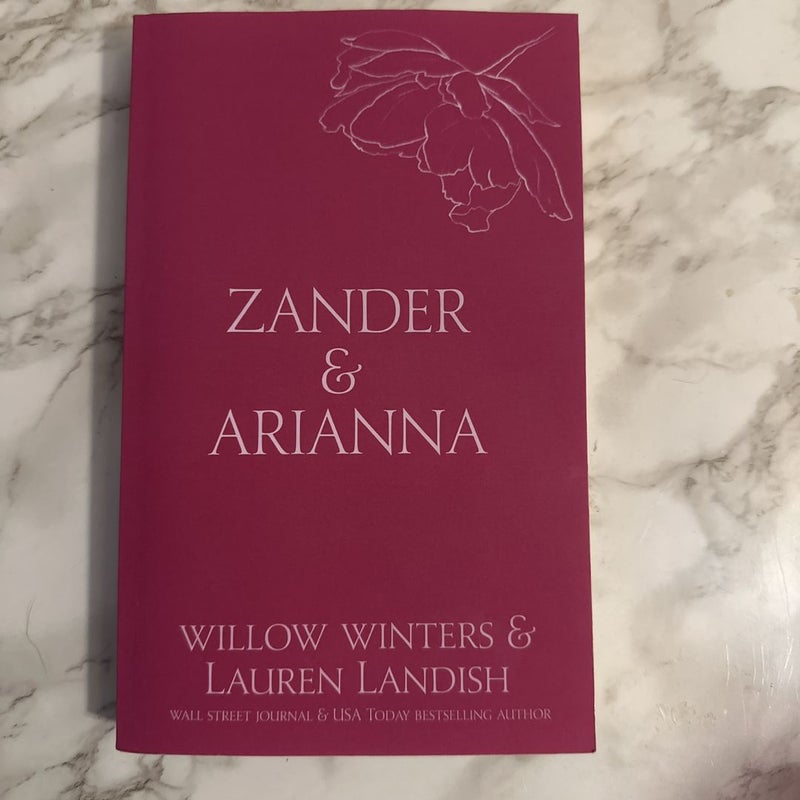 ZANDER
&
ARIANNA
WILLOW WINTERS &
LAUREN LANDISH
WALL STREET JOURNAL & USA TODAY BESTSELLING AUTHOR